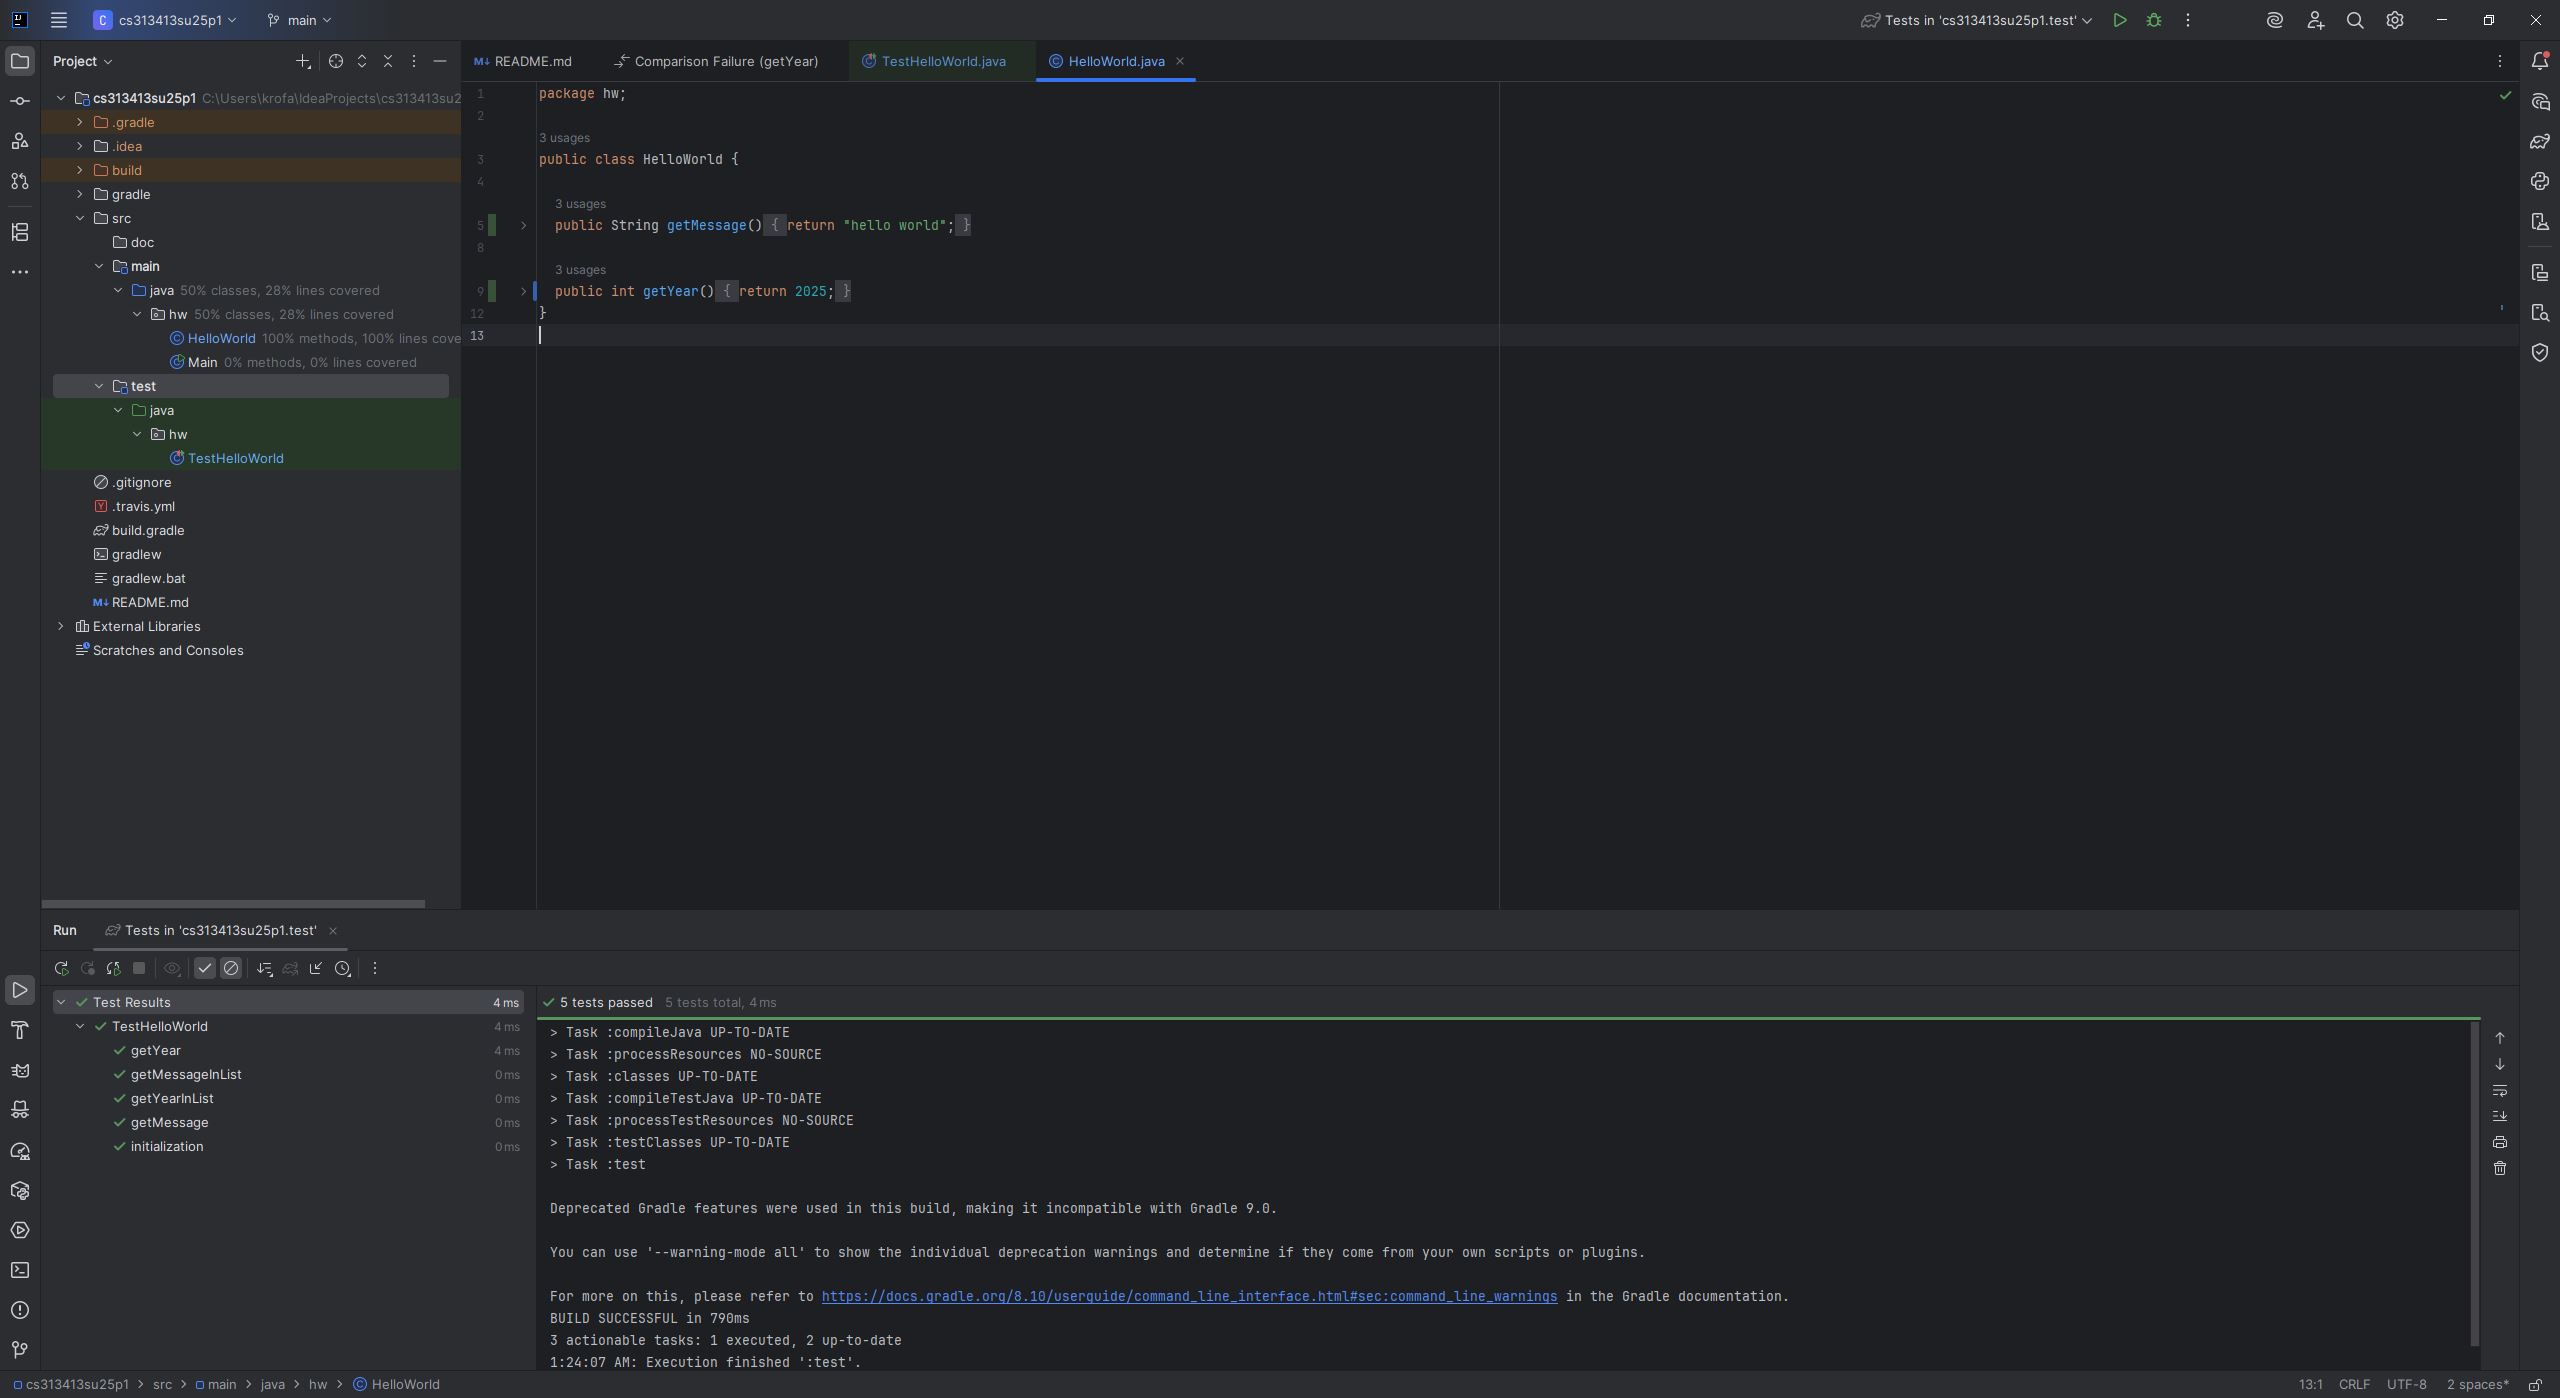 C cs313413su25p1 main Tests in 'cs313413su25p1.test'
Project
cs313413su25p1 C:\Users\krofa\IdeaProjects\cs313413su2
.gradle
.idea
build
gradle
src
doc
main
java 50% classes, 28% lines covered
hw 50% classes, 28% lines covered
HelloWorld 100% methods, 100% lines cove
Main 0% methods, 0% lines covered
test
java
hw
TestHelloWorld
.gitignore
.travis.yml
build.gradle
gradlew
gradlew.bat
README.md
External Libraries
Scratches and Consoles
README.md Comparison Failure (getYear) TestHelloWorld.java HelloWorld.java
1 package hw;
2
3 usages
3 public class HelloWorld {
4
3 usages
5 public String getMessage() { return "hello world"; }
8
3 usages
9 public int getYear() { return 2025; }
12 }
13
Run Tests in 'cs313413su25p1.test'
Test Results 4 ms
TestHelloWorld 4 ms
getYear 4 ms
getMessageInList 0 ms
getYearInList 0 ms
getMessage 0 ms
initialization 0 ms
5 tests passed 5 tests total, 4 ms
> Task :compileJava UP-TO-DATE
> Task :processResources NO-SOURCE
> Task :classes UP-TO-DATE
> Task :compileTestJava UP-TO-DATE
> Task :processTestResources NO-SOURCE
> Task :testClasses UP-TO-DATE
> Task :test
Deprecated Gradle features were used in this build, making it incompatible with Gradle 9.0.
You can use '--warning-mode all' to show the individual deprecation warnings and determine if they come from your own scripts or plugins.
For more on this, please refer to https://docs.gradle.org/8.10/userguide/command_line_interface.html#sec:command_line_warnings in the Gradle documentation.
BUILD SUCCESSFUL in 790ms
3 actionable tasks: 1 executed, 2 up-to-date
1:24:07 AM: Execution finished ':test'.
cs313413su25p1 > src > main > java > hw > HelloWorld 13:1 CRLF UTF-8 2 spaces*